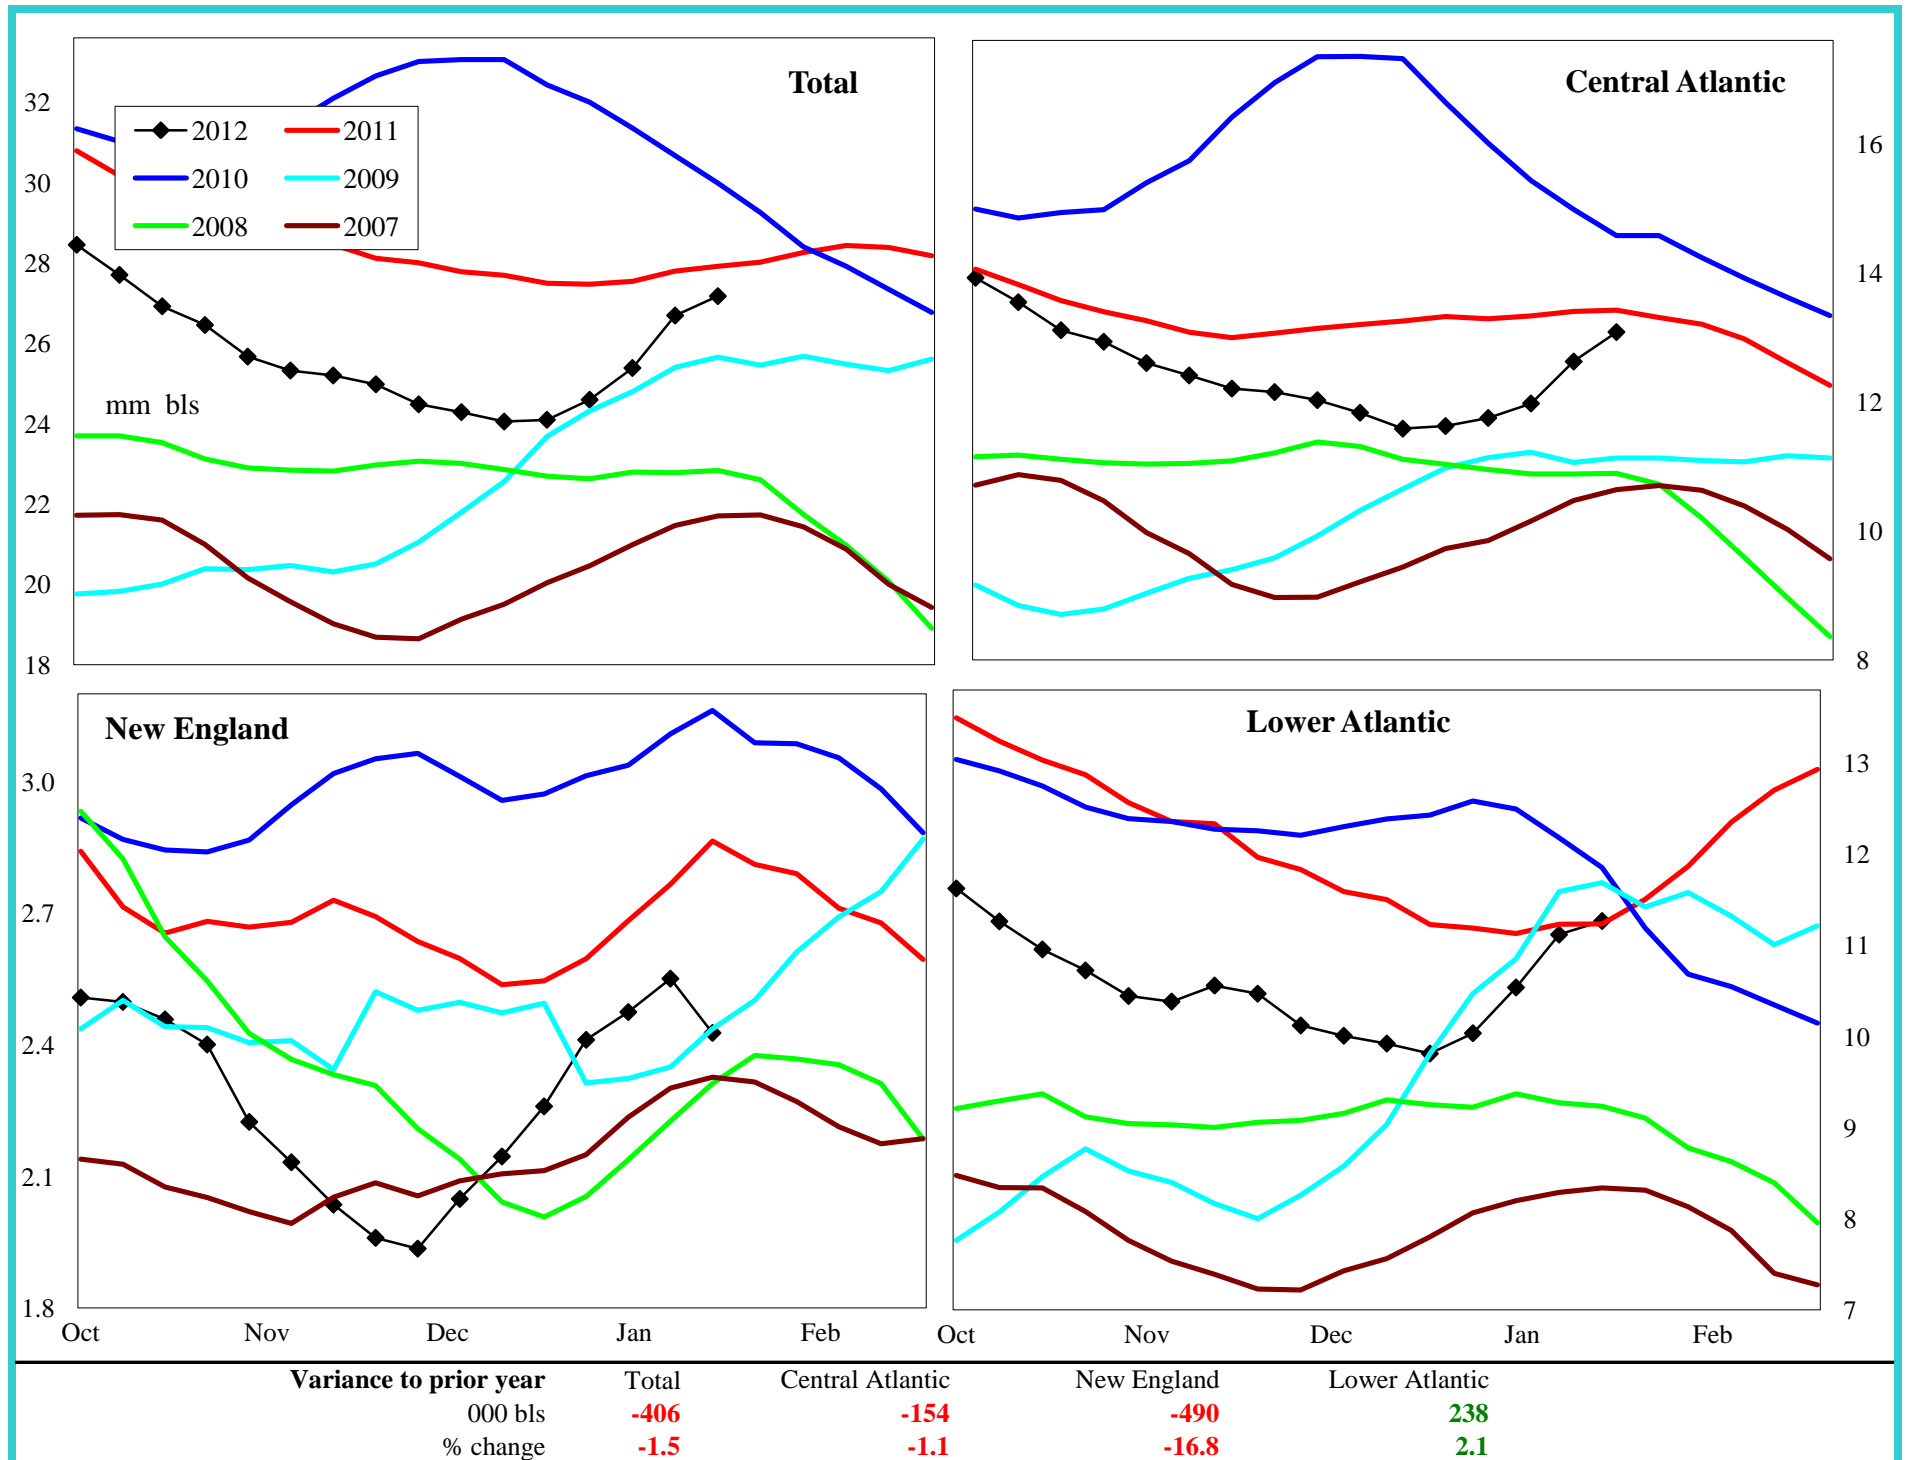 Total
32
30
28
26
24
22
20
18
2012 2011
2010 2009
2008 2007
mm bls
Central Atlantic
16
14
12
10
8
New England
3.0
2.7
2.4
2.1
1.8
Oct Nov Dec Jan Feb
Lower Atlantic
13
12
11
10
9
8
7
Oct Nov Dec Jan Feb
Variance to prior year Total Central Atlantic New England Lower Atlantic
000 bls -406 -154 -490 238
% change -1.5 -1.1 -16.8 2.1